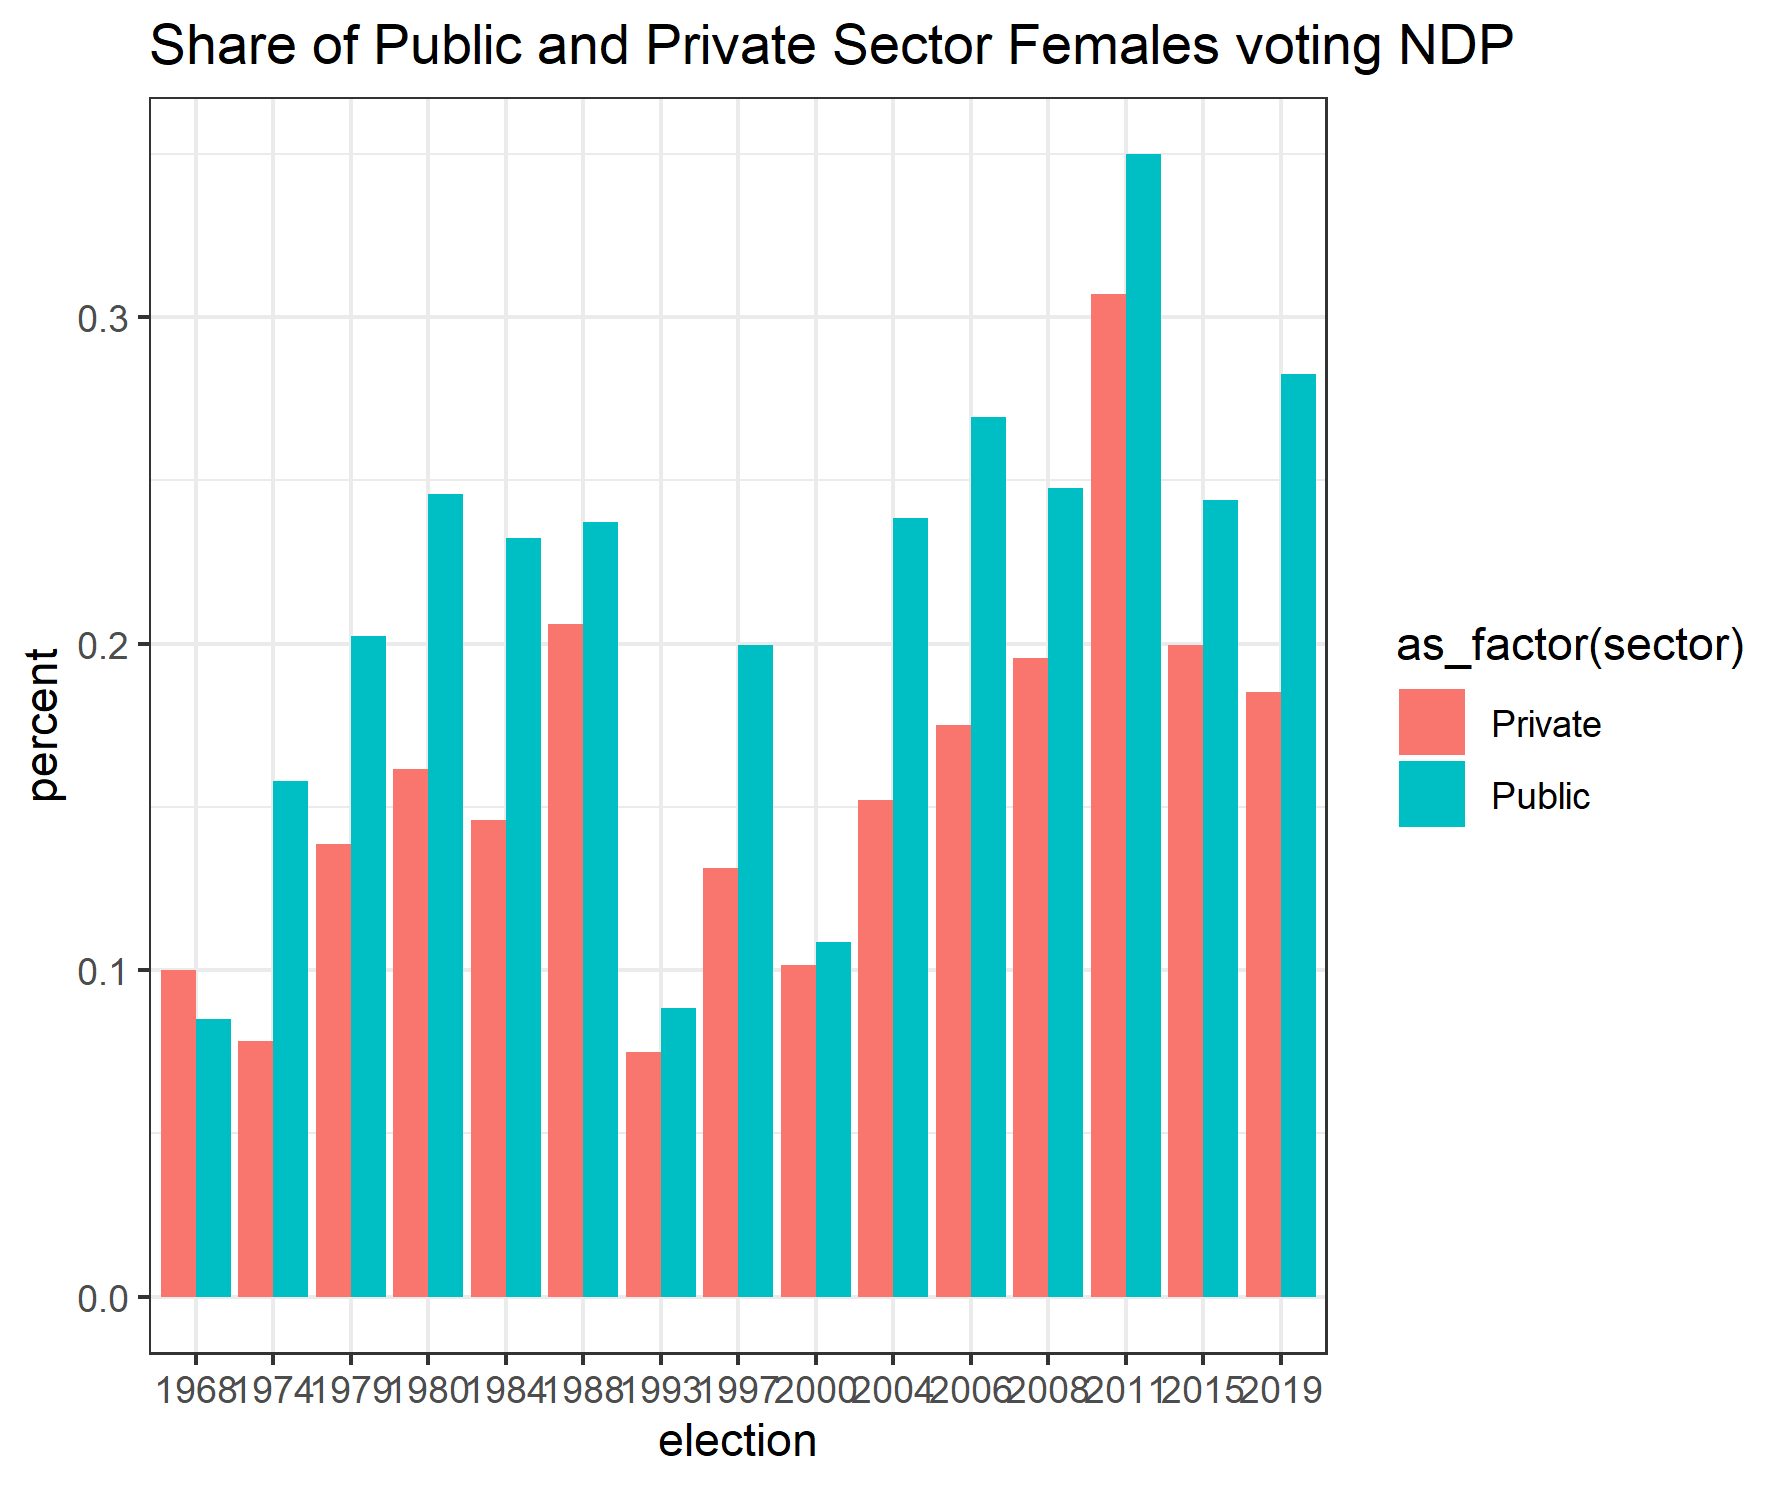 Share of Public and Private Sector Females voting NDP
percent
0.3
0.2
0.1
0.0
1968 1974 1979 1980 1984 1988 1993 1997 2000 2004 2006 2008 2011 2015 2019
election
as_factor(sector)
Private
Public